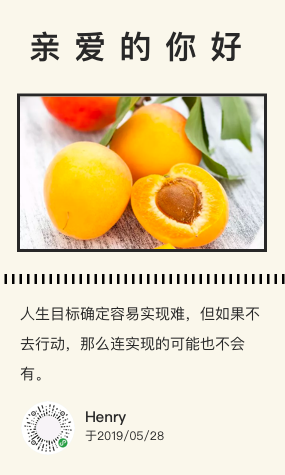 亲爱的你好
人生目标确定容易实现难，但如果不
去行动，那么连实现的可能也不会
有。
Henry
于2019/05/28